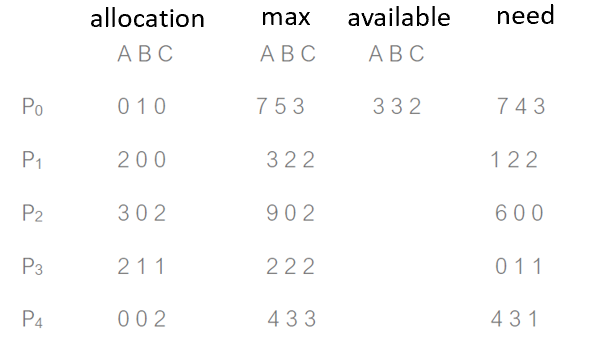 allocation max available need
A B C A B C A B C
P0 0 1 0 7 5 3 3 3 2 7 4 3
P1 2 0 0 3 2 2 1 2 2
P2 3 0 2 9 0 2 6 0 0
P3 2 1 1 2 2 2 0 1 1
P4 0 0 2 4 3 3 4 3 1